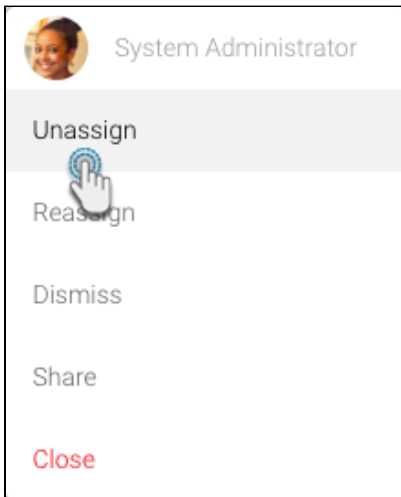 System Administrator
Unassign
Reassign
Dismiss
Share
Close